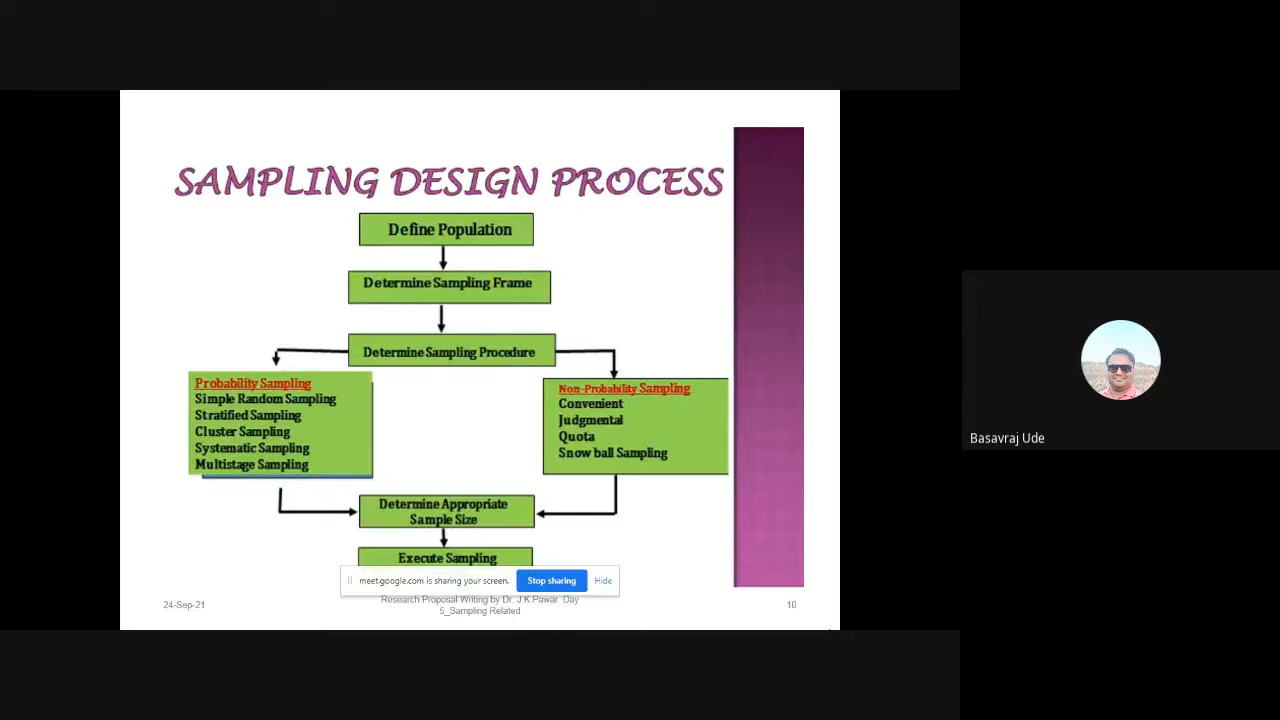 SAMPLING DESIGN PROCESS
Define Population
Determine Sampling Frame
Determine Sampling Procedure
Probability Sampling
Simple Random Sampling
Stratified Sampling
Cluster Sampling
Systematic Sampling
Multistage Sampling
Non-Probability Sampling
Convenient
Judgmental
Quota
Snow ball Sampling
Determine Appropriate
Sample Size
Execute Sampling
meet.google.com is sharing your screen.
Stop sharing
Hide
24-Sep-21
Research Proposal Writing by Dr. J K Pawar Day
5_Sampling Related
10
Basavraj Ude